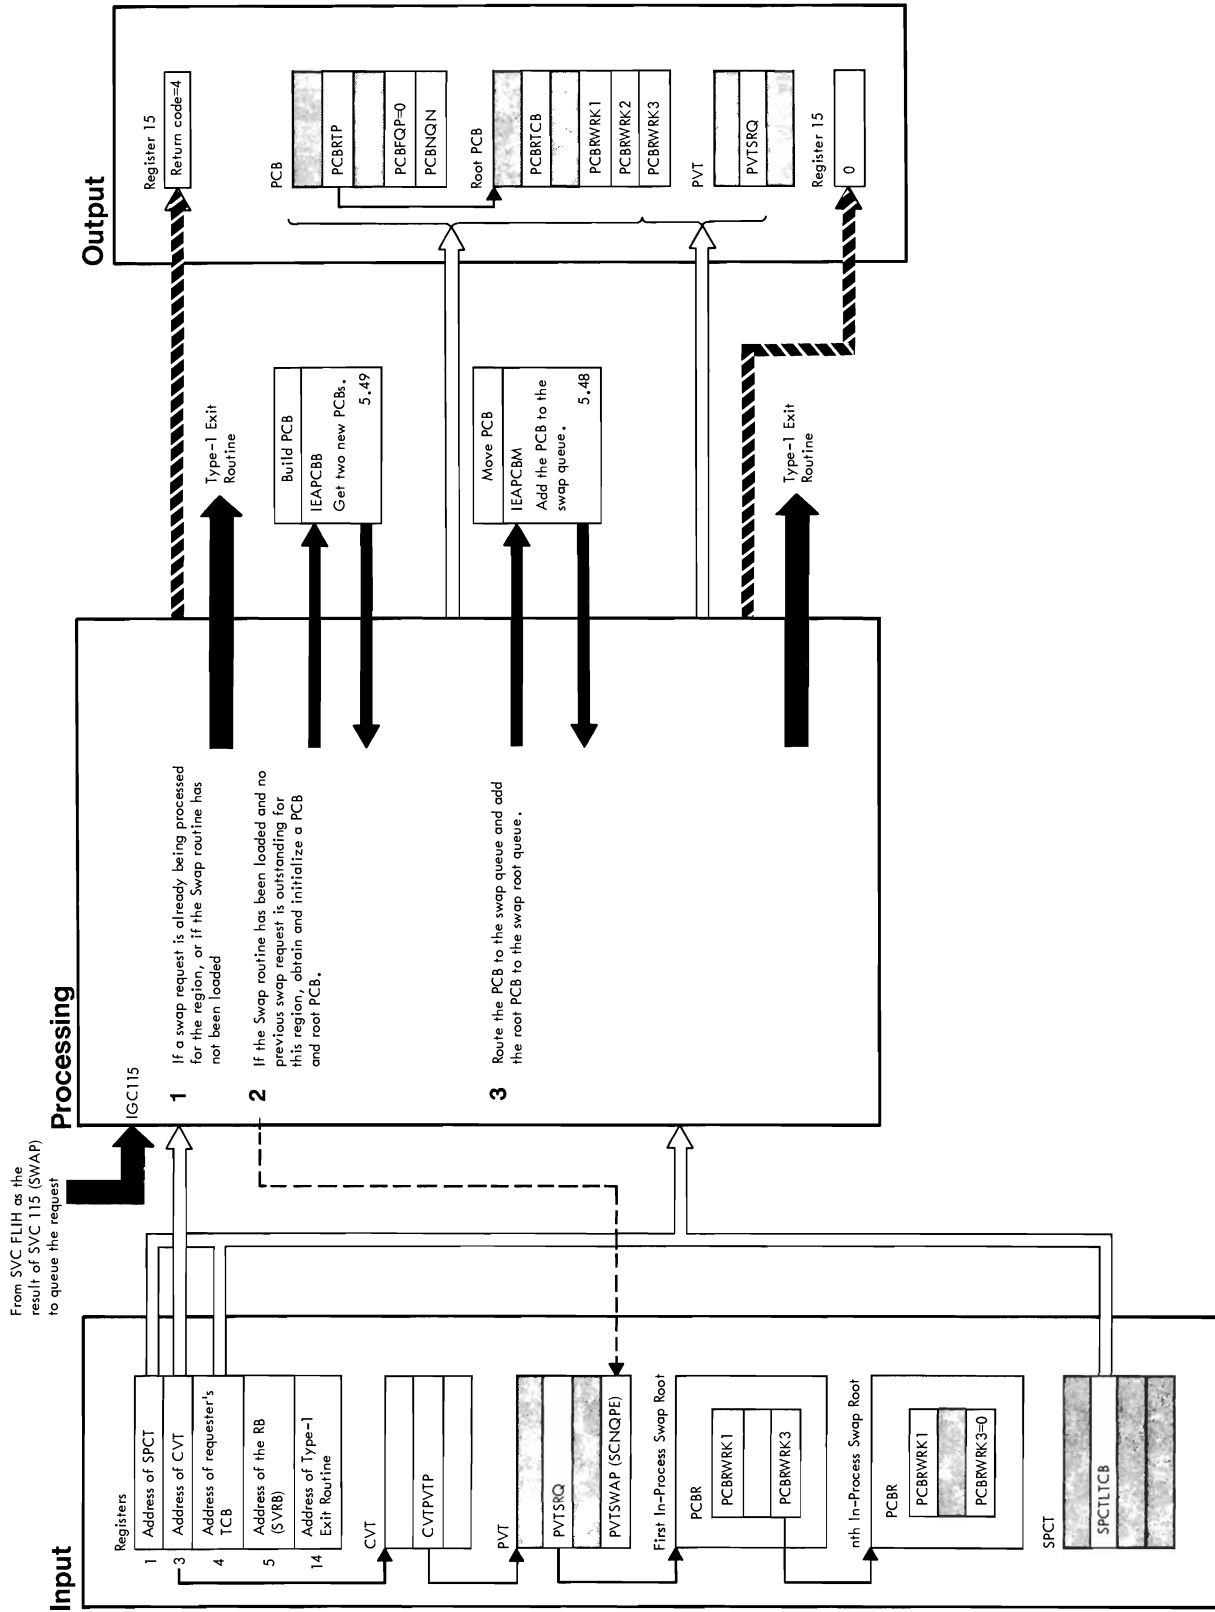 Input
Registers
1 Address of SPCT
3 Address of CVT
4 Address of requester's
TCB
5 Address of the RB
(SVRB)
14 Address of Type-1
Exit Routine
CVT
CVTPVTP
PVT
PVTSRQ
PVTSWAP (SCNQPE)
First In-Process Swap Root
PCBR
PCBRWRK1
PCBRWRK3
nth In-Process Swap Root
PCBR
PCBRWRK1
PCBRWRK3=0
SPCT
SPCTLTCB
From SVC FLIH as the
result of SVC 115 (SWAP)
to queue the request
Processing
IGC115
1 If a swap request is already being processed
for the region, or if the Swap routine has
not been loaded
2 If the Swap routine has been loaded and no
previous swap request is outstanding for
this region, obtain and initialize a PCB
and root PCB.
3 Route the PCB to the swap queue and add
the root PCB to the swap root queue.
Type-1 Exit
Routine
Build PCB
IEAPCBB
Get two new PCBs.
5.49
Move PCB
IEAPCBM
Add the PCB to the
swap queue.
5.48
Type-1 Exit
Routine
Output
Register 15
Return code=4
PCB
PCBRTP
PCBFQP=0
PCBNQN
Root PCB
PCBRTCB
PCBRWRK1
PCBRWRK2
PCBRWRK3
PVT
PVTSRQ
Register 15
0